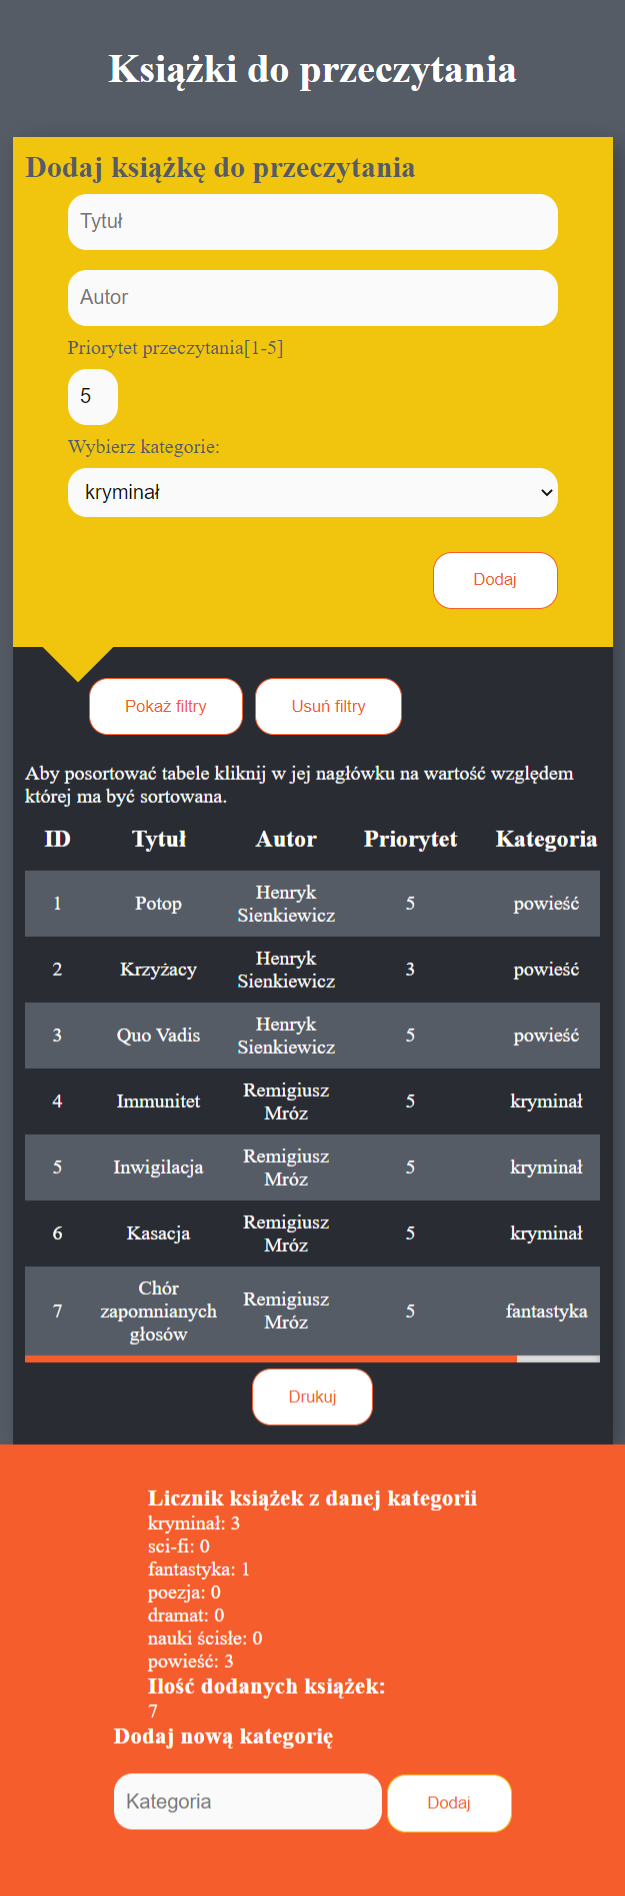 Książki do przeczytania
Dodaj książkę do przeczytania
Tytuł
Autor
Priorytet przeczytania[1-5]
5
Wybierz kategorie:
kryminał
Dodaj
Pokaż filtry Usuń filtry
Aby posortować tabele kliknij w jej nagłówku na wartość względem
której ma być sortowana.
ID Tytuł Autor Priorytet Kategoria
1 Potop Henryk Sienkiewicz 5 powieść
2 Krzyżacy Henryk Sienkiewicz 3 powieść
3 Quo Vadis Henryk Sienkiewicz 5 powieść
4 Immunitet Remigiusz Mróz 5 kryminał
5 Inwigilacja Remigiusz Mróz 5 kryminał
6 Kasacja Remigiusz Mróz 5 kryminał
7 Chór zapomnianych głosów Remigiusz Mróz 5 fantastyka
Drukuj
Licznik książek z danej kategorii
kryminał: 3
sci-fi: 0
fantastyka: 1
poezja: 0
dramat: 0
nauki ścisłe: 0
powieść: 3
Ilość dodanych książek:
7
Dodaj nową kategorię
Kategoria Dodaj